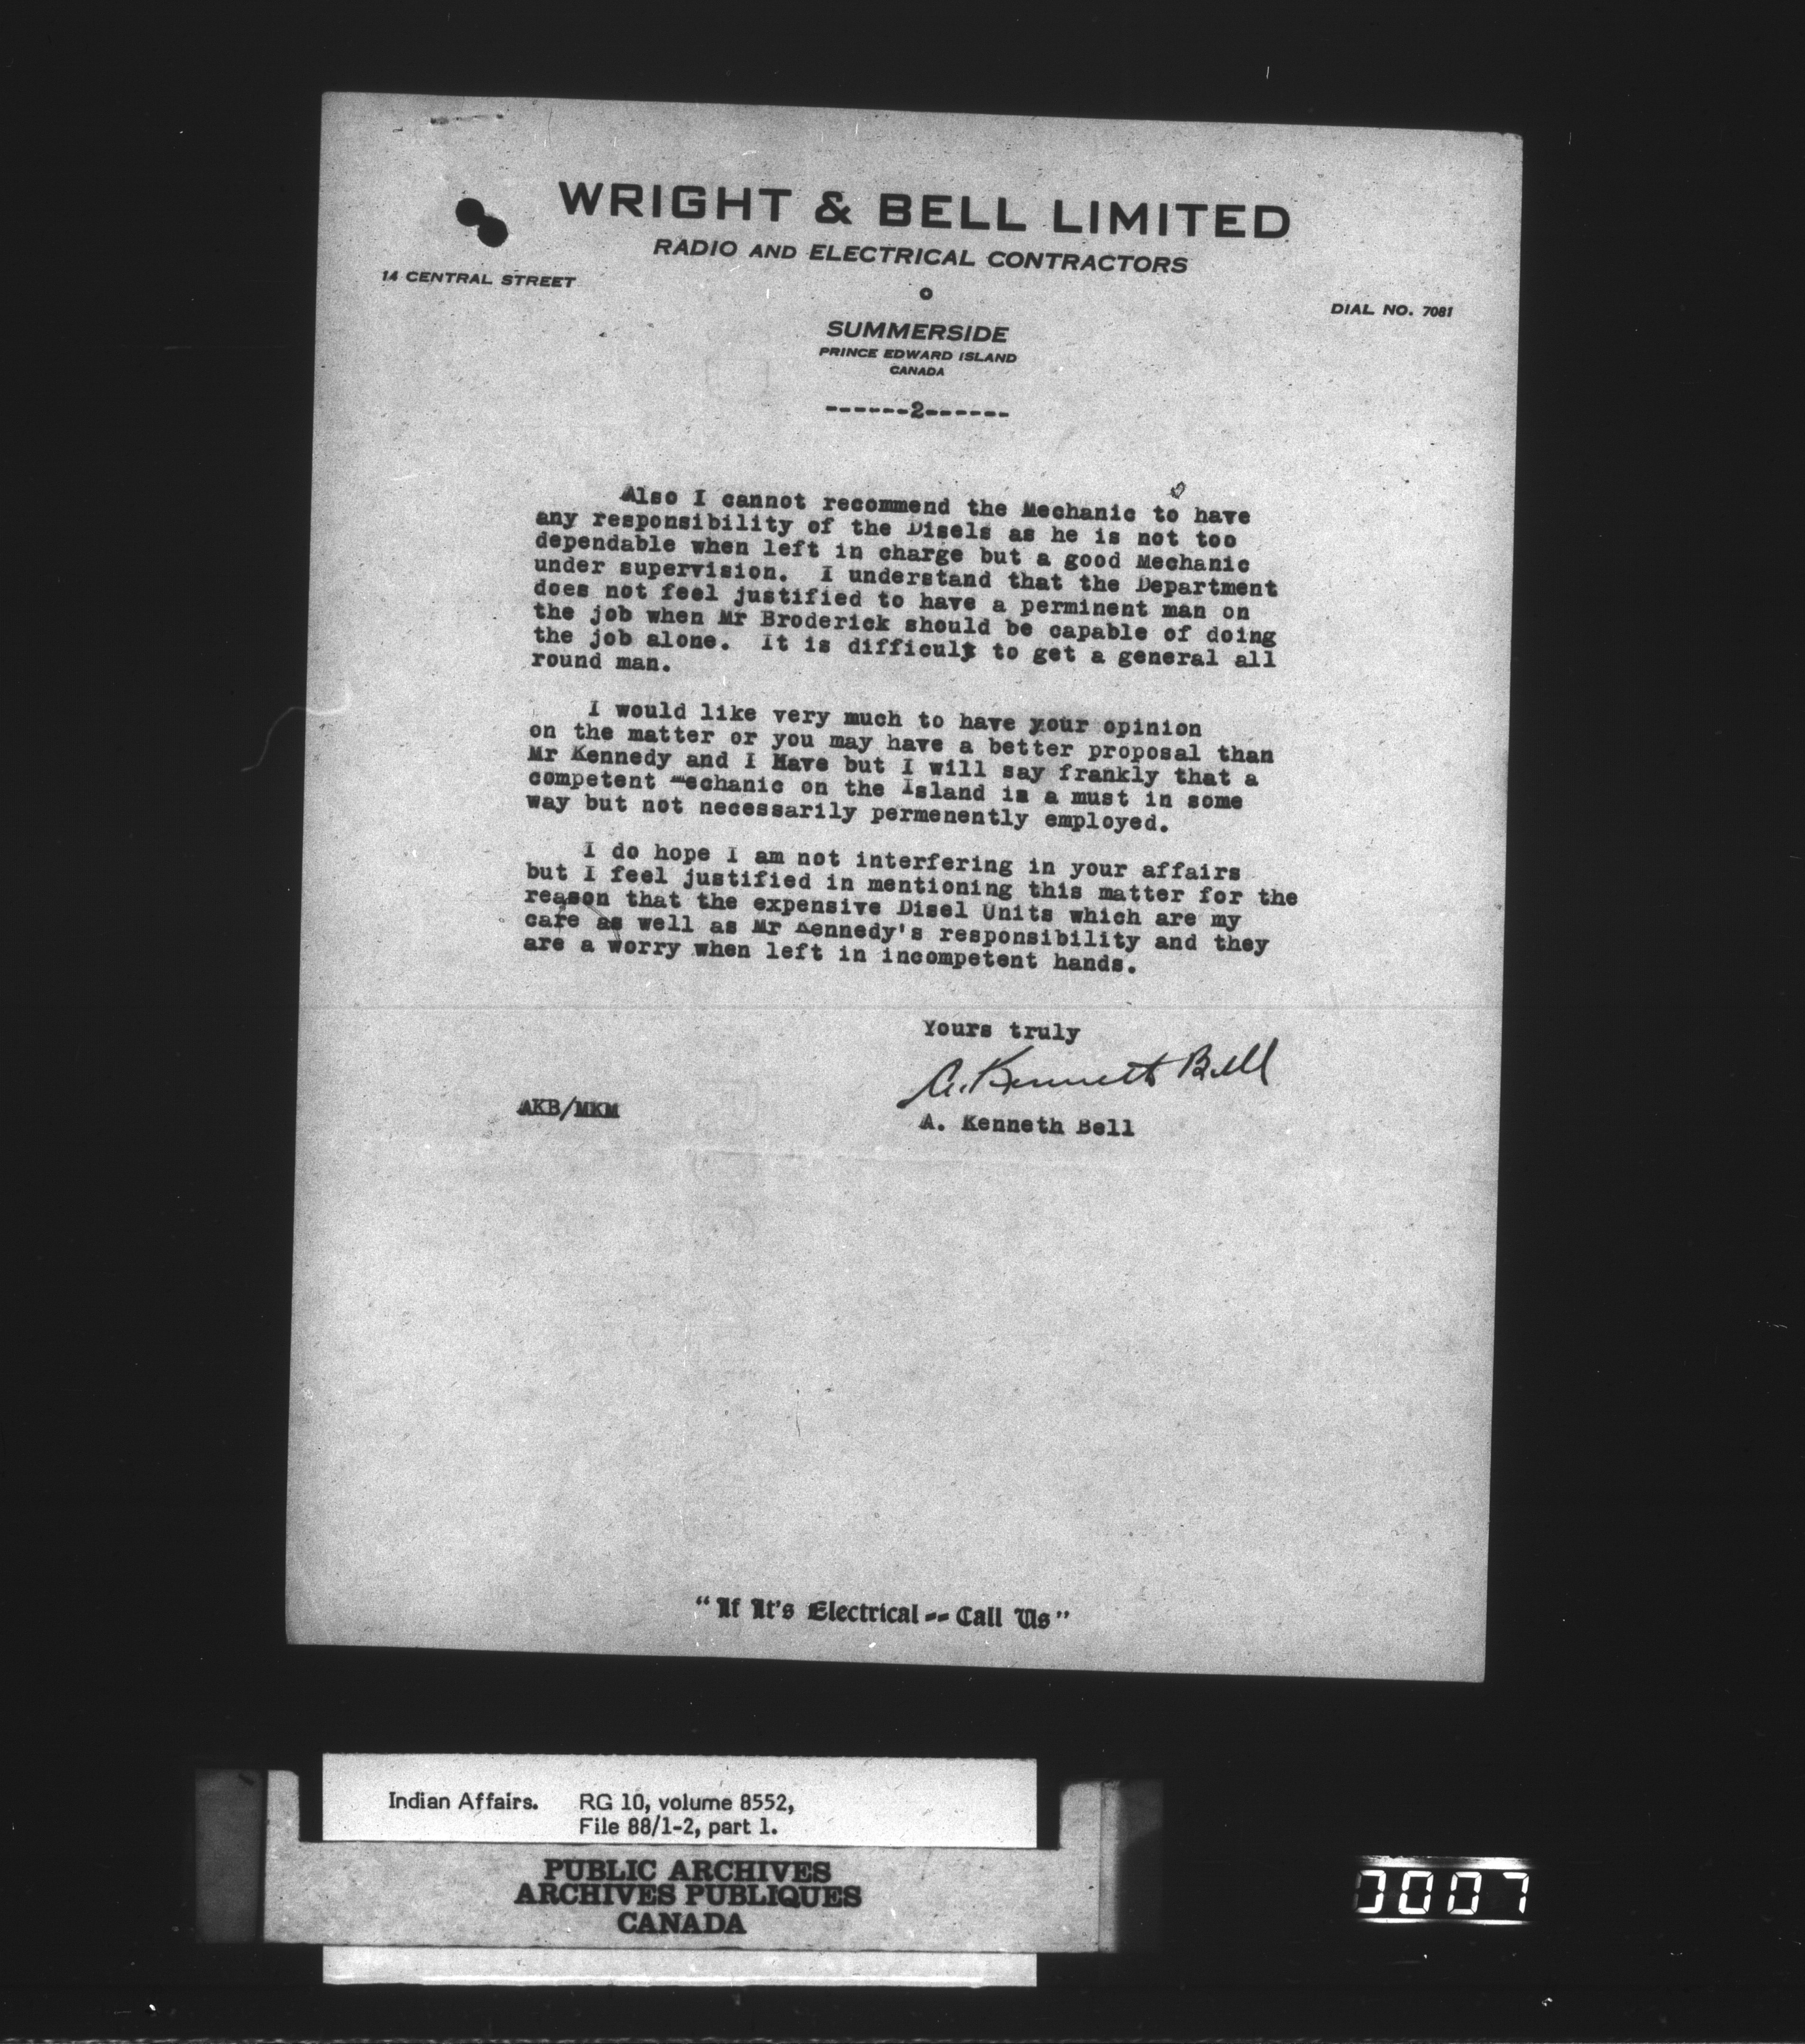 WRIGHT & BELL LIMITED
RADIO AND ELECTRICAL CONTRACTORS
14 CENTRAL STREET
DIAL NO. 7081
SUMMERSIDE
PRINCE EDWARD ISLAND
CANADA
------2------
Also I cannot recommend the Mechanic to have
any responsibility of the Disels as he is not too
dependable when left in charge but a good Mechanic
under supervision. I understand that the Department
does not feel justified to have a perminent man on
the job when Mr Broderick should be capable of doing
the job alone. It is difficult to get a general all
round man.
I would like very much to have your opinion
on the matter or you may have a better proposal than
Mr Kennedy and I Have but I will say frankly that a
competent Mechanic on the Island is a must in some
way but not necessarily permenently employed.
I do hope I am not interfering in your affairs
but I feel justified in mentioning this matter for the
reason that the expensive Disel Units which are my
care as well as Mr Kennedy's responsibility and they
are a worry when left in incompetent hands.
Yours truly
A. Kenneth Bell
AKB/MKM
A. Kenneth Bell
"If It's Electrical -- Call Us"
Indian Affairs. RG 10, volume 8552,
File 88/1-2, part 1.
PUBLIC ARCHIVES
ARCHIVES PUBLIQUES
CANADA
0007